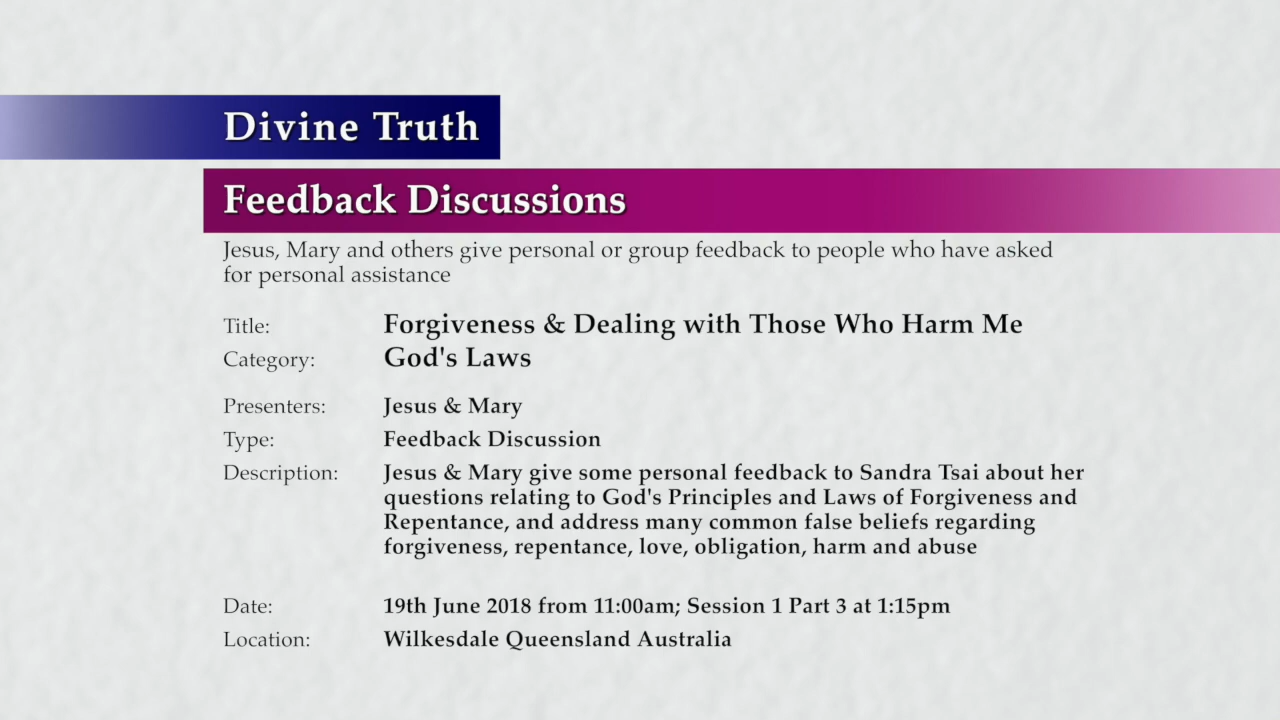 Divine Truth
Feedback Discussions
Jesus, Mary and others give personal or group feedback to people who have asked
for personal assistance
Title: Forgiveness & Dealing with Those Who Harm Me
Category: God's Laws
Presenters: Jesus & Mary
Type: Feedback Discussion
Description: Jesus & Mary give some personal feedback to Sandra Tsai about her
questions relating to God's Principles and Laws of Forgiveness and
Repentance, and address many common false beliefs regarding
forgiveness, repentance, love, obligation, harm and abuse
Date: 19th June 2018 from 11:00am; Session 1 Part 3 at 1:15pm
Location: Wilkesdale Queensland Australia